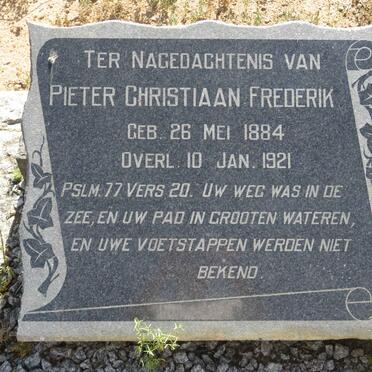 TER NAGEDACHTENIS VAN
PIETER CHRISTIAAN FREDERIK
GEB. 26 MEI 1884
OVERL. 10 JAN. 1921
PSLM. 77 VERS 20. UW WEG WAS IN DE
ZEE, EN UW PAD IN GROOTEN WATEREN,
EN UWE VOETSTAPPEN WERDEN NIET
BEKEND